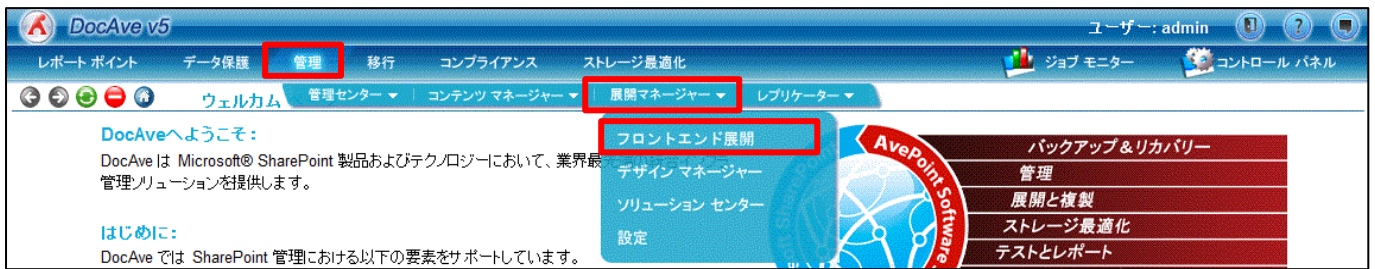 DocAve v5
ユーザー: admin
レポート ポイント データ保護 管理 移行 コンプライアンス ストレージ最適化 ジョブ モニター コントロール パネル
ウェルカム 管理センター コンテンツ マネージャー 展開マネージャー レプリケーター
フロントエンド展開
デザイン マネージャー
ソリューション センター
設定
DocAveへようこそ：
DocAve は Microsoft® SharePoint 製品およびテクノロジーにおいて、業界最
管理ソリューションを提供します。
はじめに：
DocAve では SharePoint 管理における以下の要素をサポートしています。
AvePoint Software
バックアップ＆リカバリー
管理
展開と複製
ストレージ最適化
テストとレポート